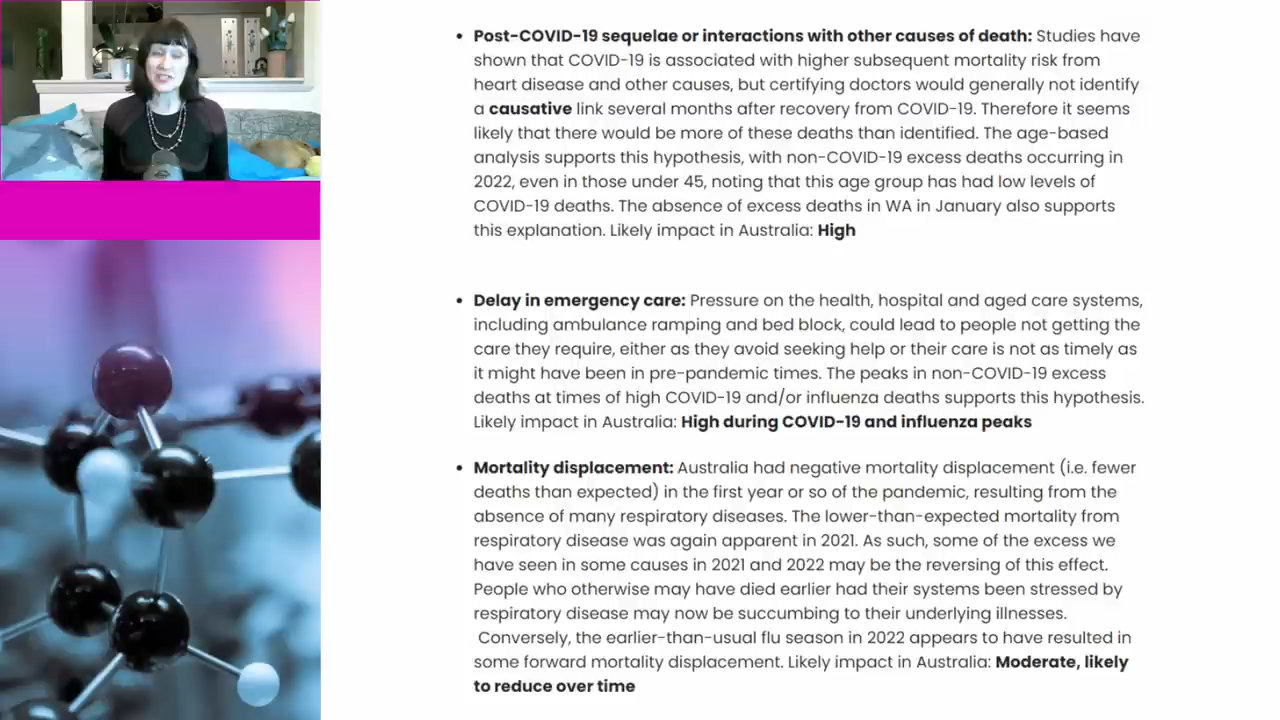 • Post-COVID-19 sequelae or interactions with other causes of death: Studies have
shown that COVID-19 is associated with higher subsequent mortality risk from
heart disease and other causes, but certifying doctors would generally not identify
a causative link several months after recovery from COVID-19. Therefore it seems
likely that there would be more of these deaths than identified. The age-based
analysis supports this hypothesis, with non-COVID-19 excess deaths occurring in
2022, even in those under 45, noting that this age group has had low levels of
COVID-19 deaths. The absence of excess deaths in WA in January also supports
this explanation. Likely impact in Australia: High
• Delay in emergency care: Pressure on the health, hospital and aged care systems,
including ambulance ramping and bed block, could lead to people not getting the
care they require, either as they avoid seeking help or their care is not as timely as
it might have been in pre-pandemic times. The peaks in non-COVID-19 excess
deaths at times of high COVID-19 and/or influenza deaths supports this hypothesis.
Likely impact in Australia: High during COVID-19 and influenza peaks
• Mortality displacement: Australia had negative mortality displacement (i.e. fewer
deaths than expected) in the first year or so of the pandemic, resulting from the
absence of many respiratory diseases. The lower-than-expected mortality from
respiratory disease was again apparent in 2021. As such, some of the excess we
have seen in some causes in 2021 and 2022 may be the reversing of this effect.
People who otherwise may have died earlier had their systems been stressed by
respiratory disease may now be succumbing to their underlying illnesses.
Conversely, the earlier-than-usual flu season in 2022 appears to have resulted in
some forward mortality displacement. Likely impact in Australia: Moderate, likely
to reduce over time